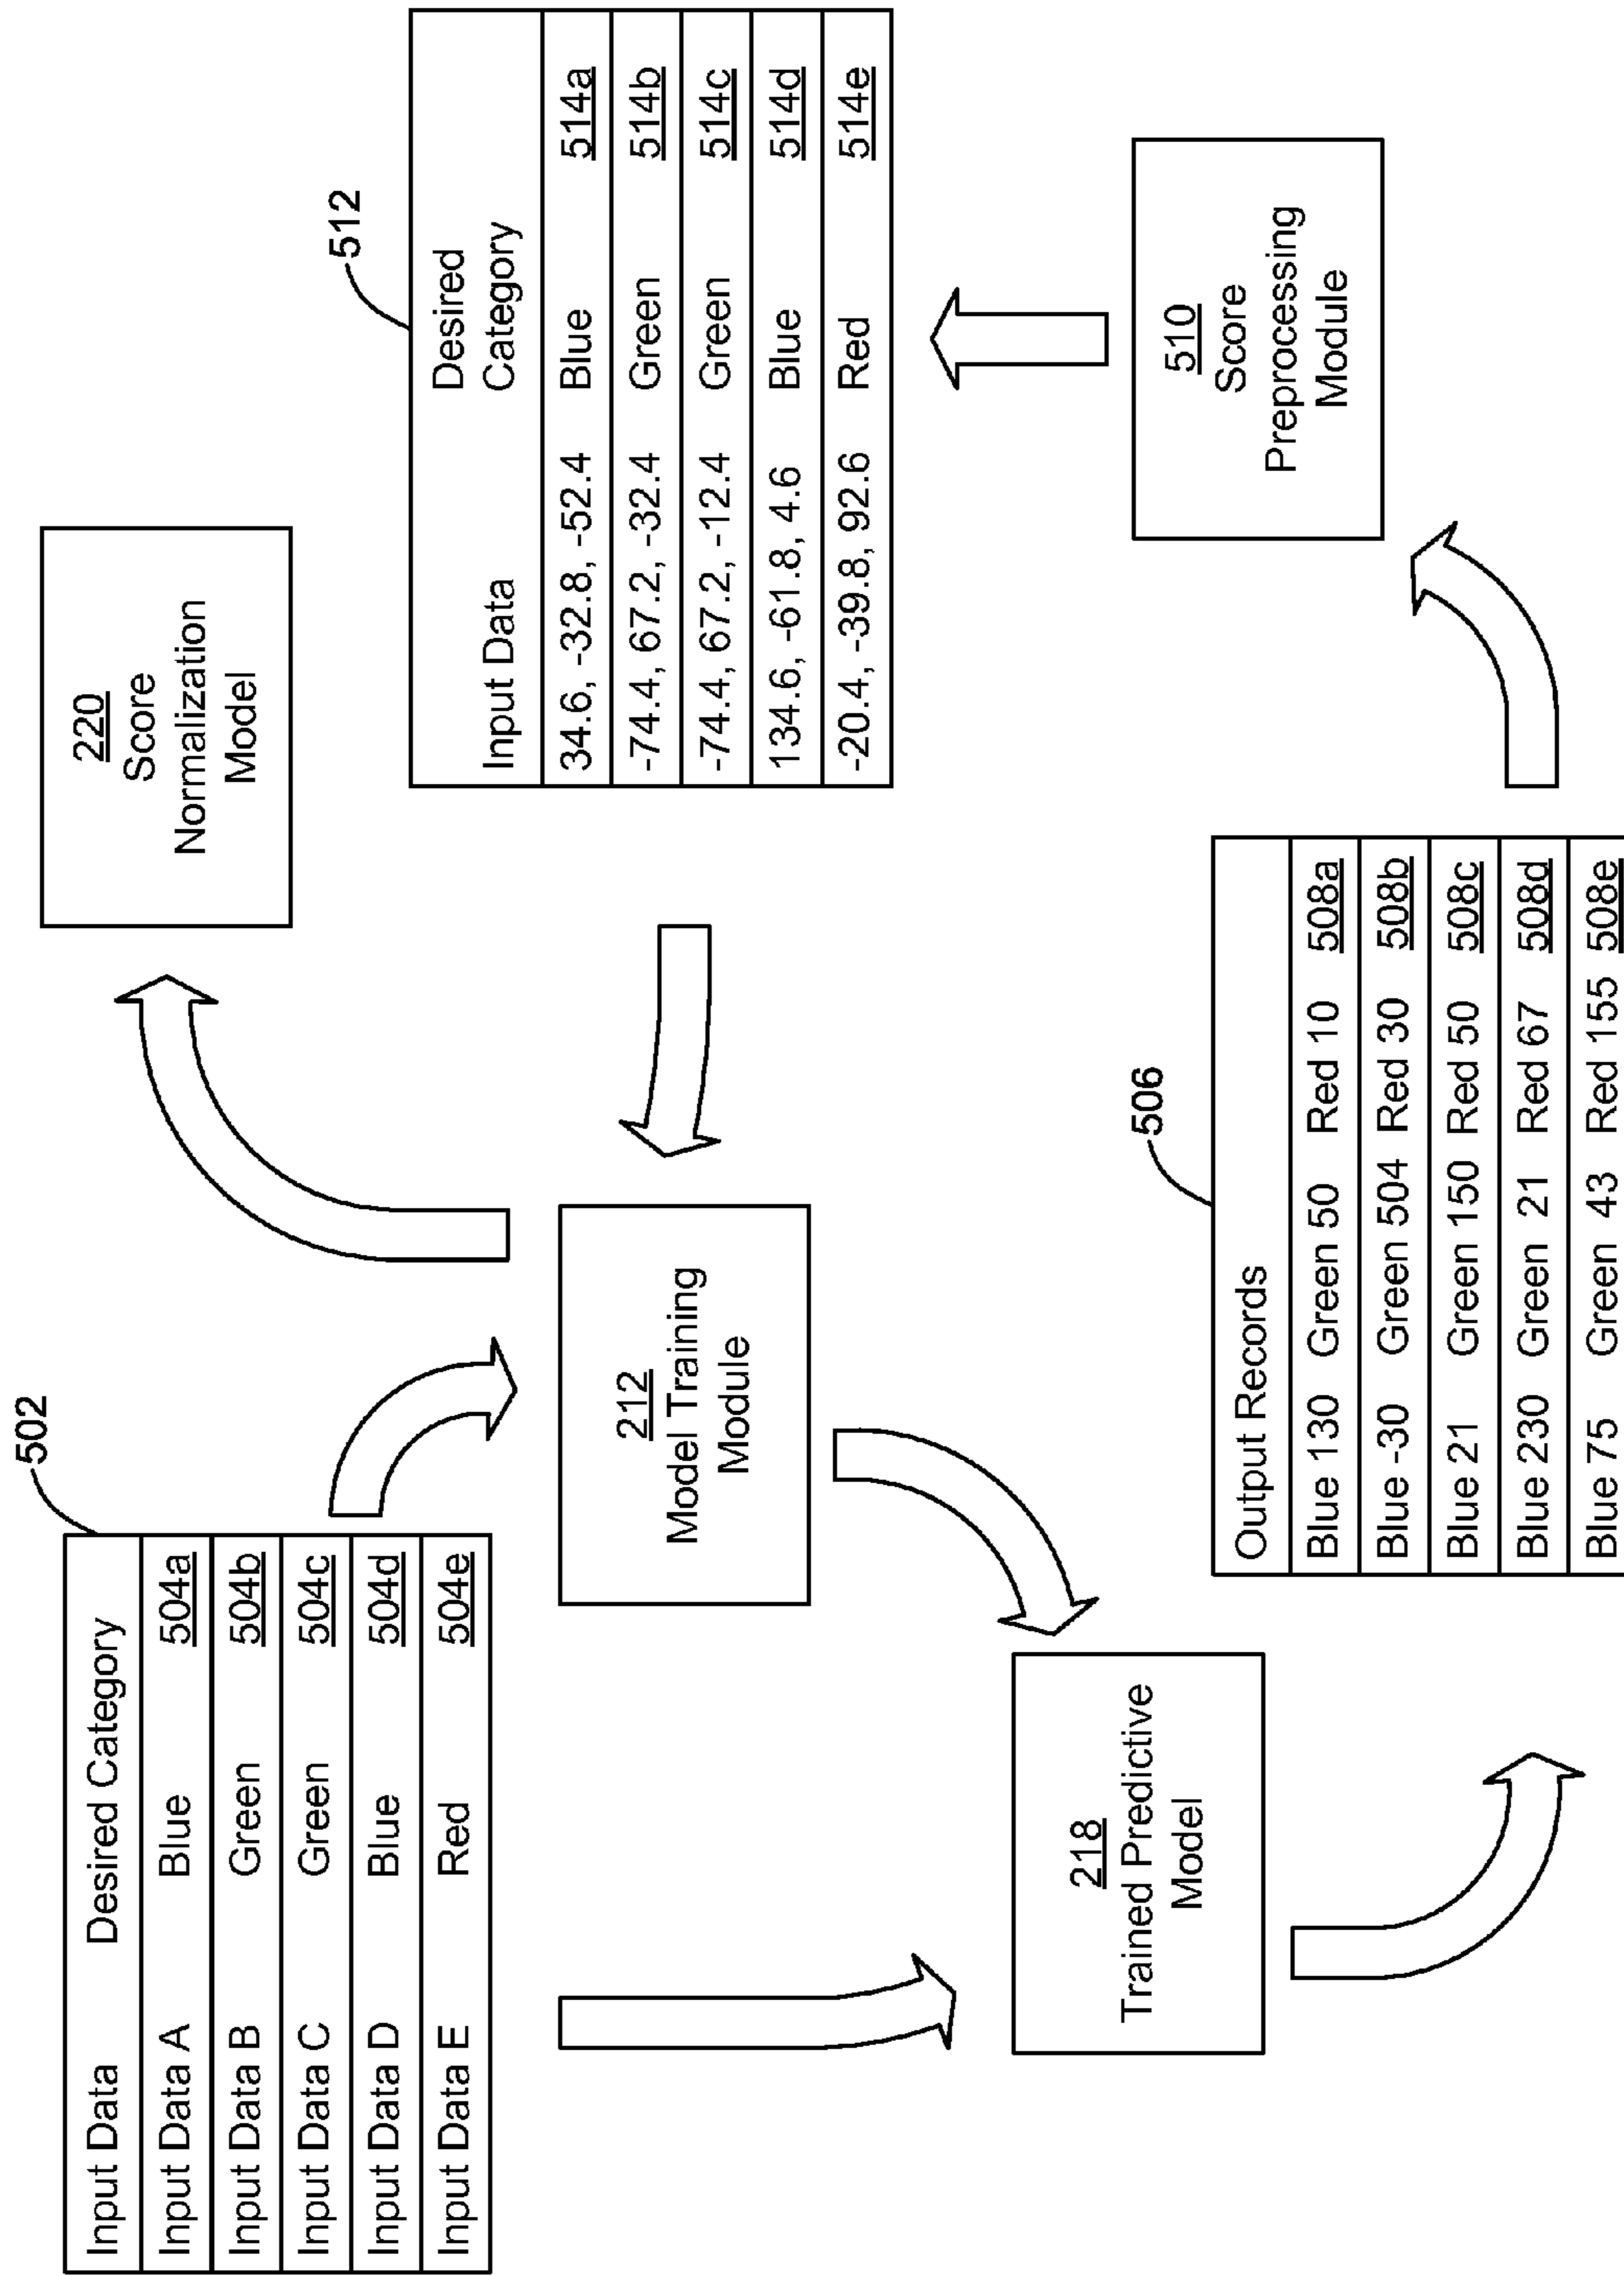 502
Input Data Desired Category
Input Data A Blue 504a
Input Data B Green 504b
Input Data C Green 504c
Input Data D Blue 504d
Input Data E Red 504e
220
Score
Normalization
Model
512
Input Data Desired
Category
34.6, -32.8, -52.4 Blue 514a
-74.4, 67.2, -32.4 Green 514b
-74.4, 67.2, -12.4 Green 514c
134.6, -61.8, 4.6 Blue 514d
-20.4, -39.8, 92.6 Red 514e
212
Model Training
Module
218
Trained Predictive
Model
506
Output Records
Blue 130 Green 50 Red 10 508a
Blue -30 Green 504 Red 30 508b
Blue 21 Green 150 Red 50 508c
Blue 230 Green 21 Red 67 508d
Blue 75 Green 43 Red 155 508e
510
Score
Preprocessing
Module